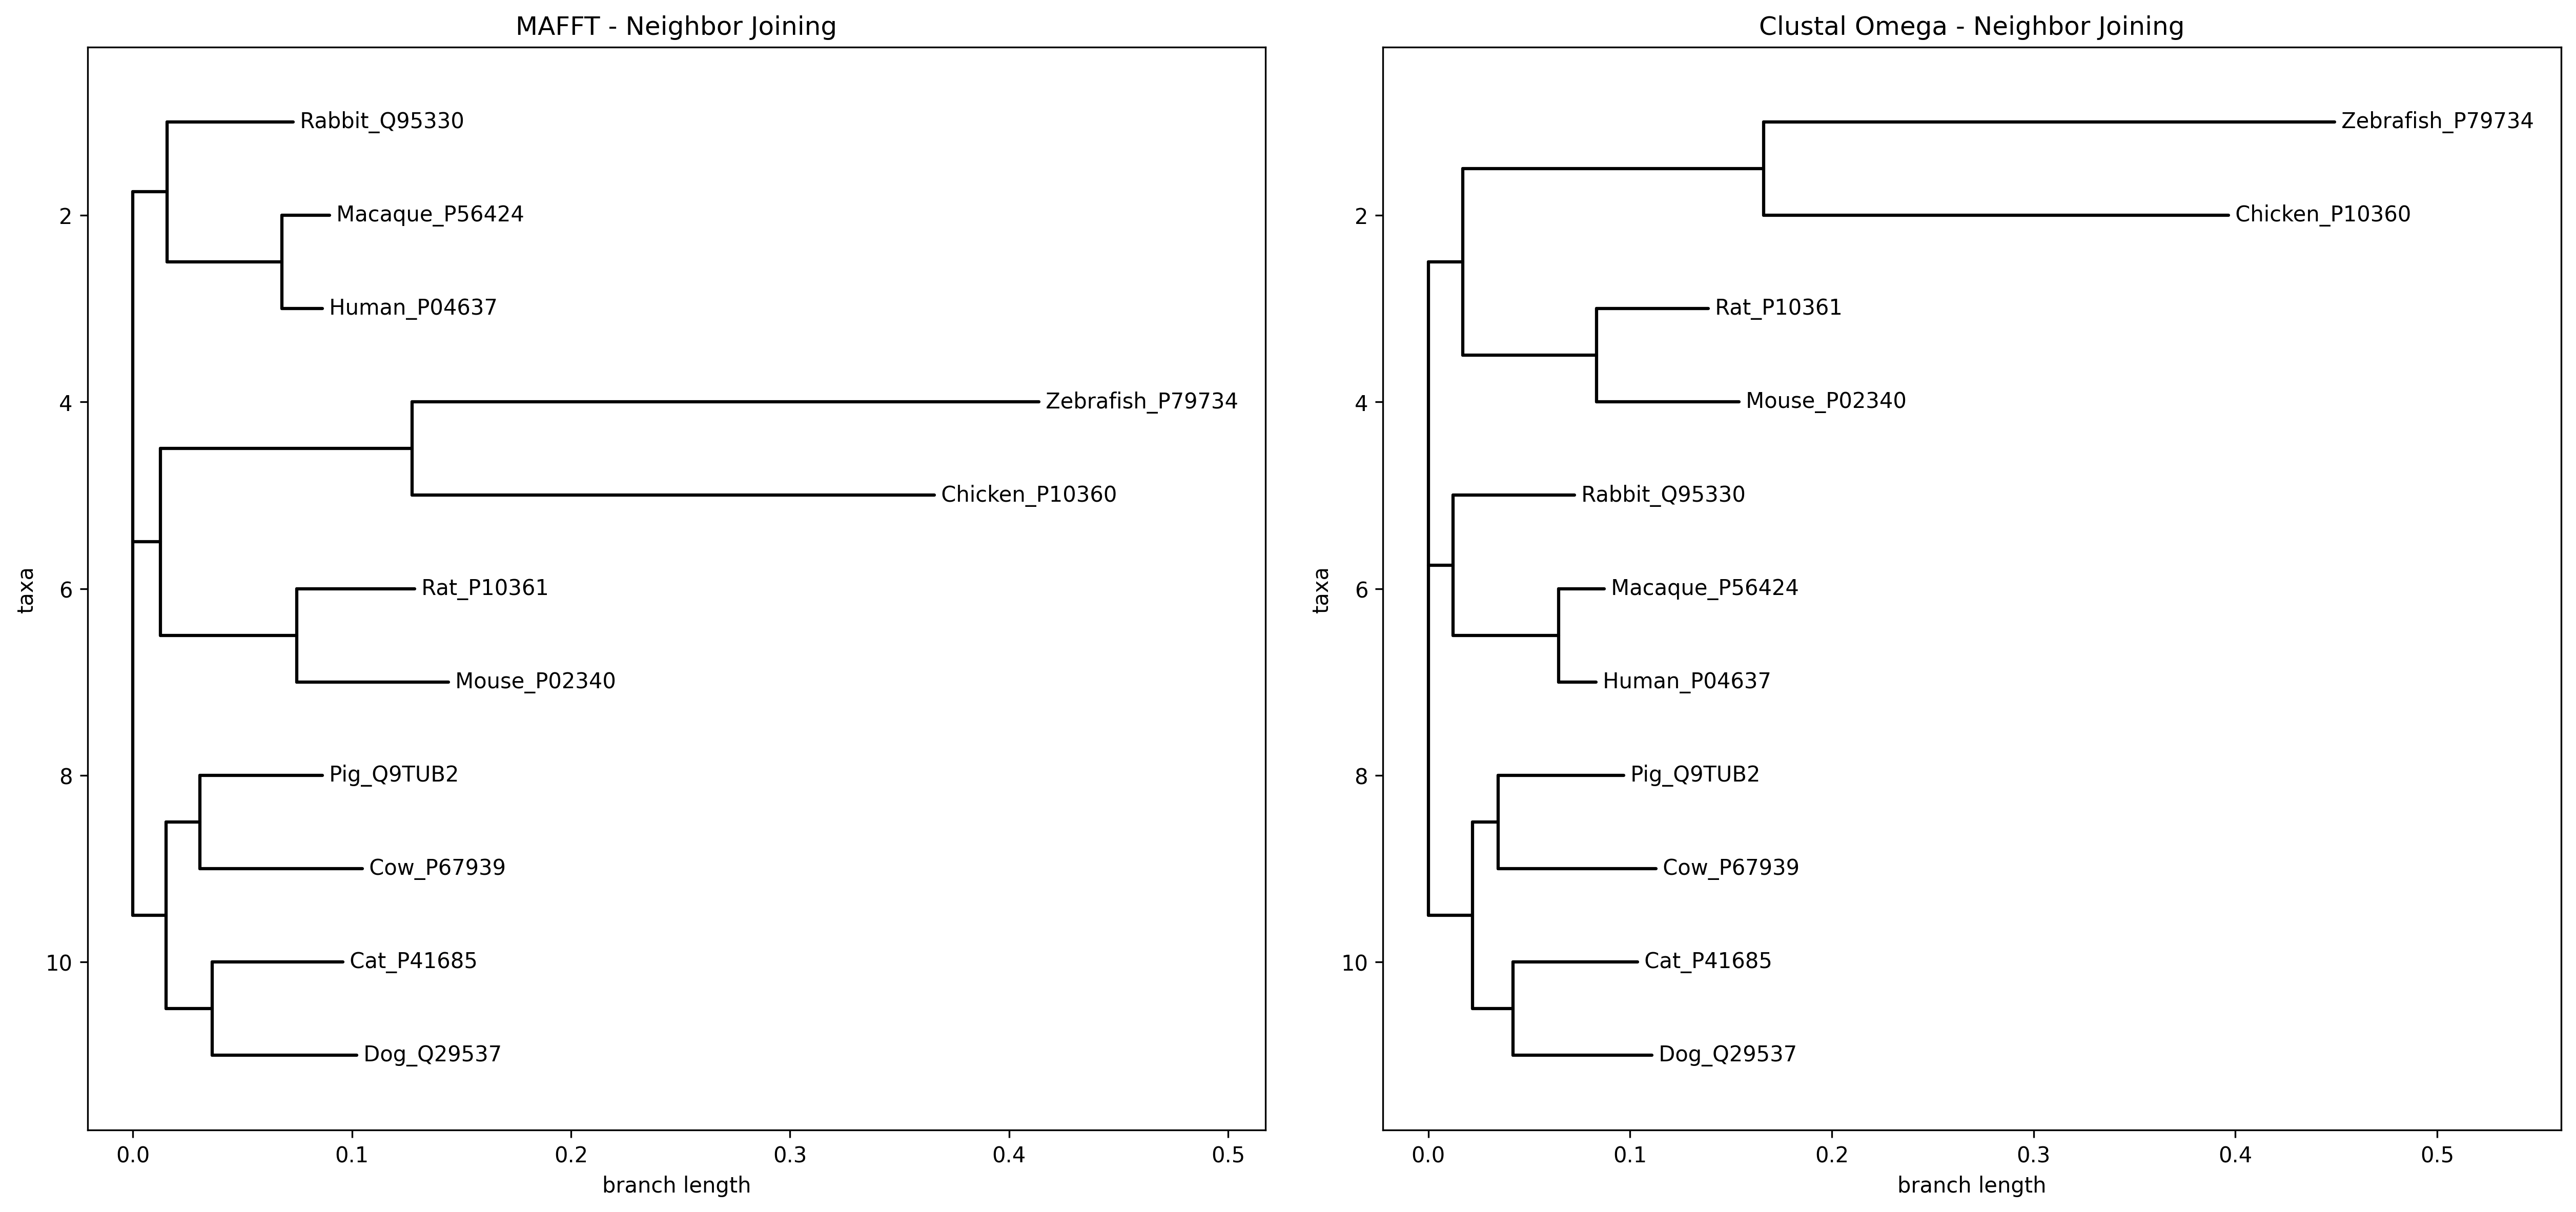 MAFFT - Neighbor Joining
Rabbit_Q95330
Macaque_P56424
2
Human_P04637
Zebrafish_P79734
4
Chicken_P10360
taxa
Rat_P10361
6
Mouse_P02340
Pig_Q9TUB2
8
Cow_P67939
Cat_P41685
10
Dog_Q29537
0.0 0.1 0.2 0.3 0.4 0.5
branch length
Clustal Omega - Neighbor Joining
Zebrafish_P79734
Chicken_P10360
2
Rat_P10361
Mouse_P02340
4
Rabbit_Q95330
taxa
Macaque_P56424
6
Human_P04637
Pig_Q9TUB2
8
Cow_P67939
Cat_P41685
10
Dog_Q29537
0.0 0.1 0.2 0.3 0.4 0.5
branch length